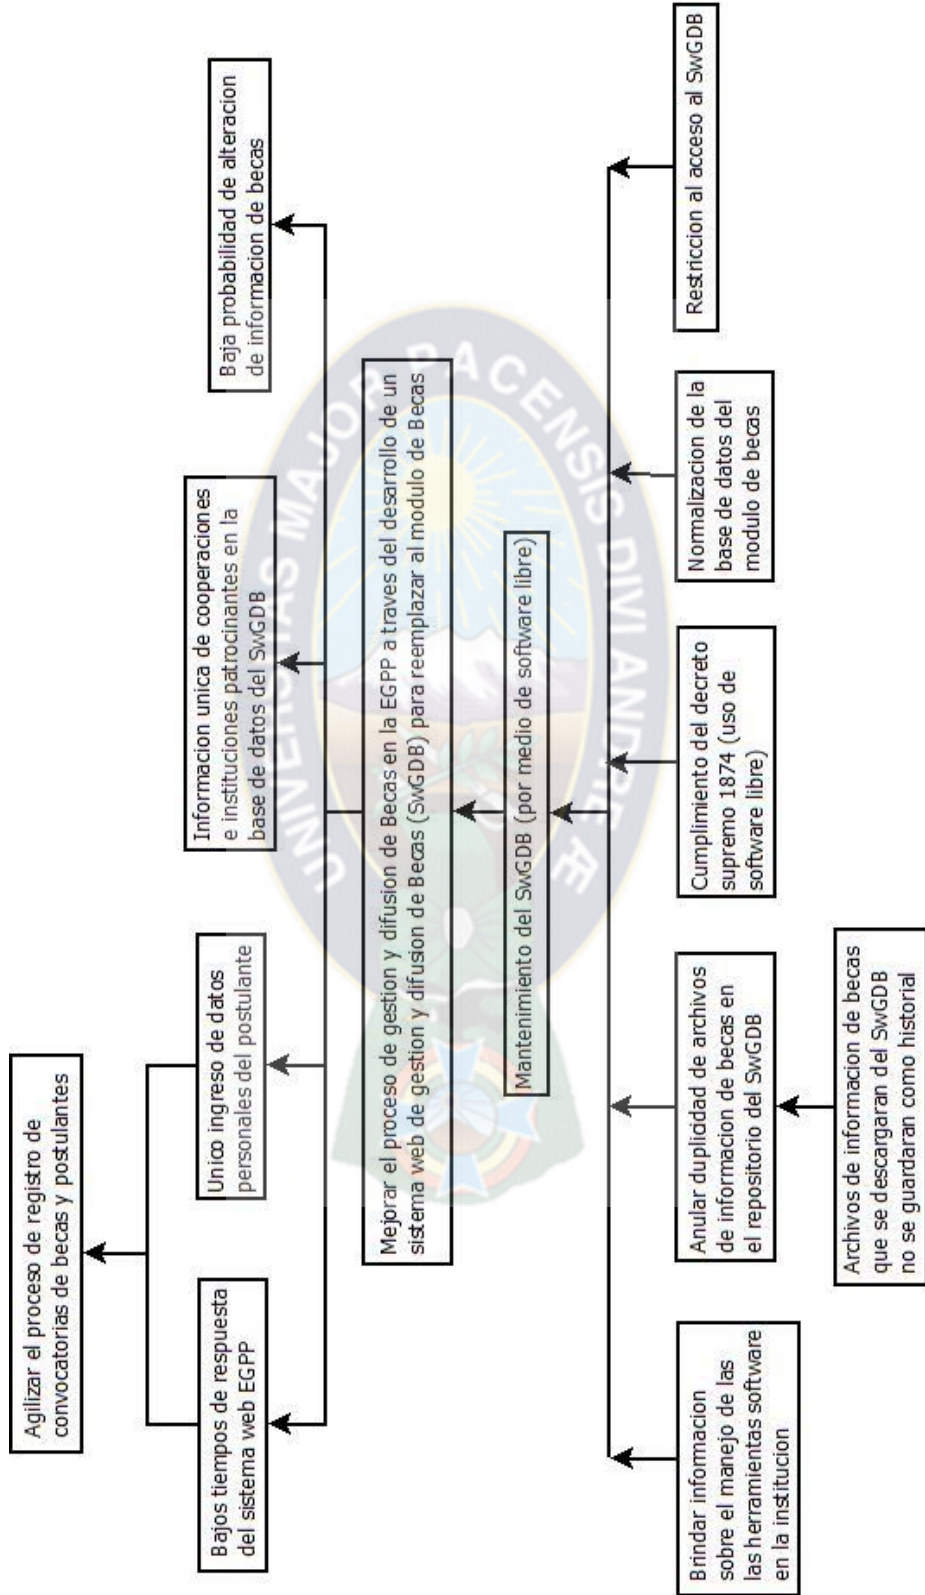 Agilizar el proceso de registro de
convocatorias de becas y postulantes
Bajos tiempos de respuesta
del sistema web EGPP
Unico ingreso de datos
personales del postulante
Informacion unica de cooperaciones
e instituciones patrocinantes en la
base de datos del SwGDB
Baja probabilidad de alteracion
de informacion de becas
Mejorar el proceso de gestion y difusion de Becas en la EGPP a traves del desarrollo de un
sistema web de gestion y difusion de Becas (SwGDB) para reemplazar al modulo de Becas
Mantenimiento del SwGDB (por medio de software libre)
Brindar informacion
sobre el manejo de las
las herramientas software
en la institucion
Anular duplidad de archivos
de informacion de becas en
el repositorio del SwGDB
Cumplimiento del decreto
supremo 1874 (uso de
software libre)
Normalizacion de la
base de datos del
modulo de becas
Restriccion al acceso al SwGDB
Archivos de informacion de becas
que se descargaran del SwGDB
no se guardaran como historial
UNIVERSITAS MAJOR PACENSIS DIVI ANDREÆ